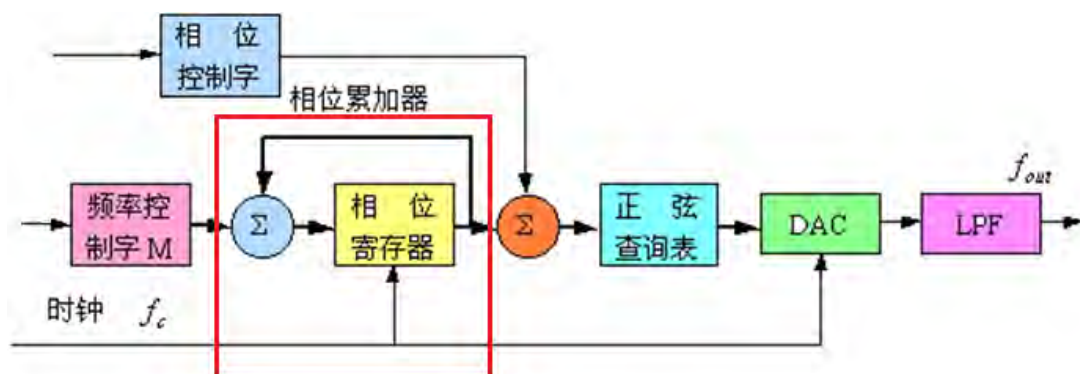 相 位
控制字
相位累加器
频率控
制字 M
Σ
相 位
寄存器
Σ
正 弦
查询表
DAC
LPF
f_out
时钟 f_c